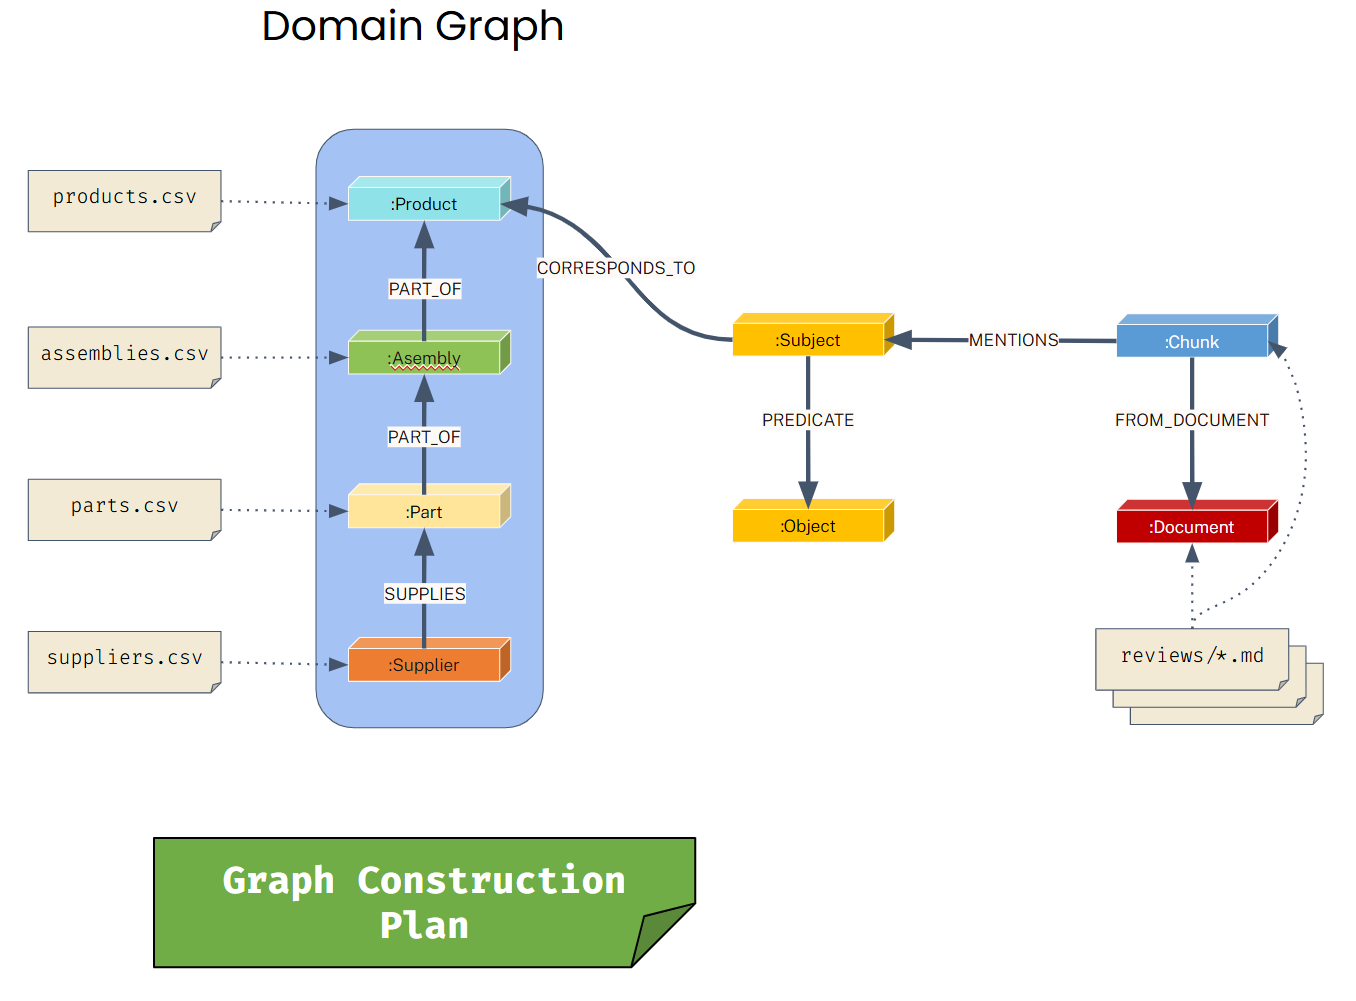 Domain Graph
products.csv
:Product
CORRESPONDS_TO
PART_OF
assemblies.csv
:Asembly
:Subject
MENTIONS
:Chunk
PART_OF
PREDICATE
FROM_DOCUMENT
parts.csv
:Part
:Object
:Document
SUPPLIES
suppliers.csv
:Supplier
reviews/*.md
Graph Construction
Plan